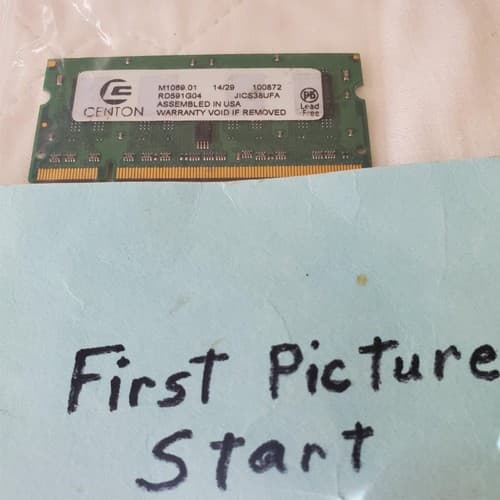 CENTON
M1069.01 14/29 100872
RD591G04 JICS38UFA
ASSEMBLED IN USA
WARRANTY VOID IF REMOVED
Pb
Lead
Free
First Picture
Start